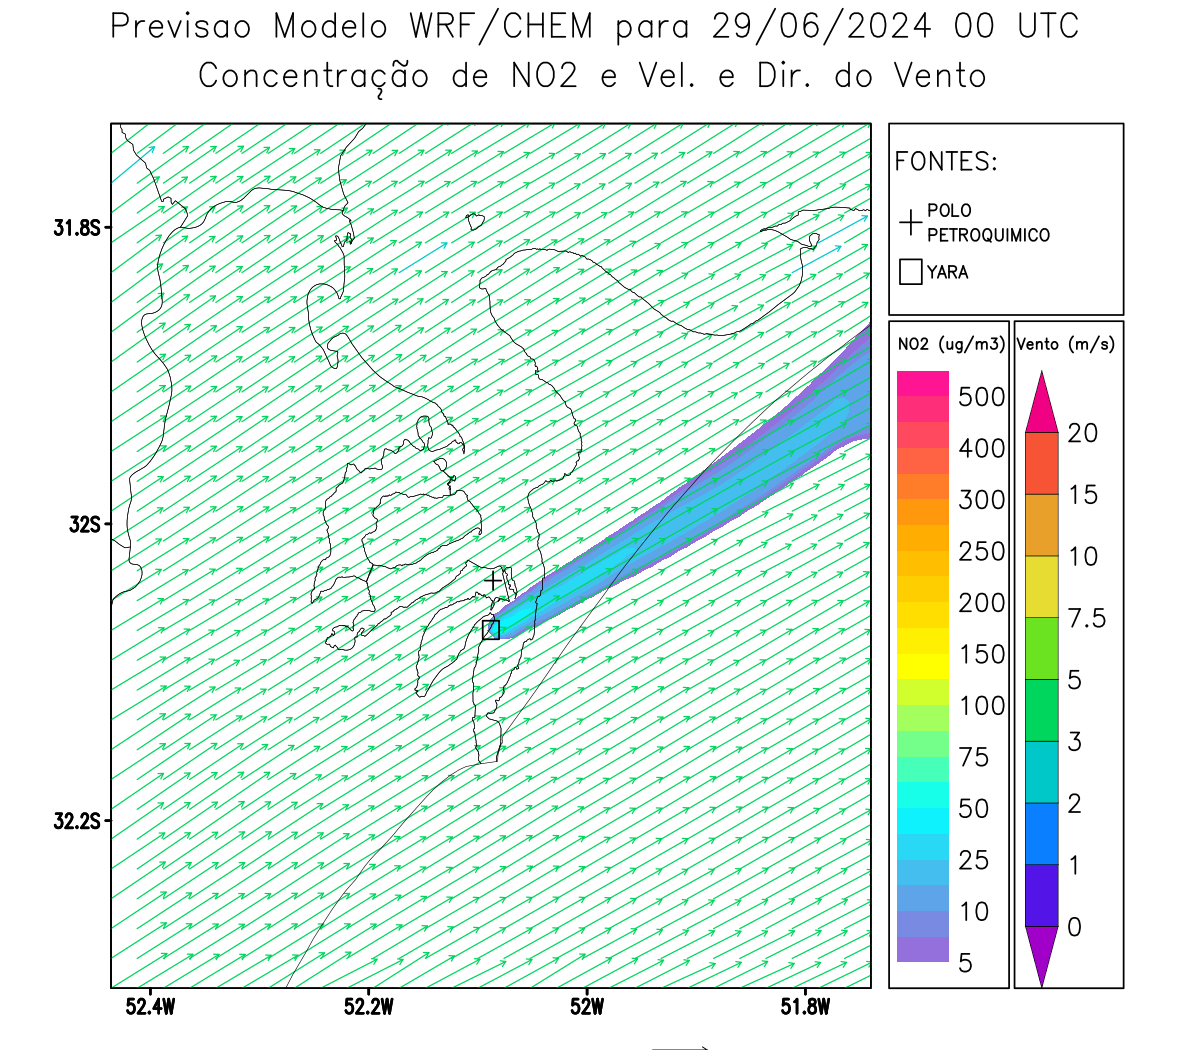 Previsao Modelo WRF/CHEM para 29/06/2024 00 UTC
Concentração de NO2 e Vel. e Dir. do Vento
FONTES:
POLO
PETROQUIMICO
YARA
NO2 (ug/m3)
500
400
300
250
200
150
100
75
50
25
10
5
Vento (m/s)
20
15
10
7.5
5
3
2
1
0
31.8S
32S
32.2S
52.4W
52.2W
52W
51.8W